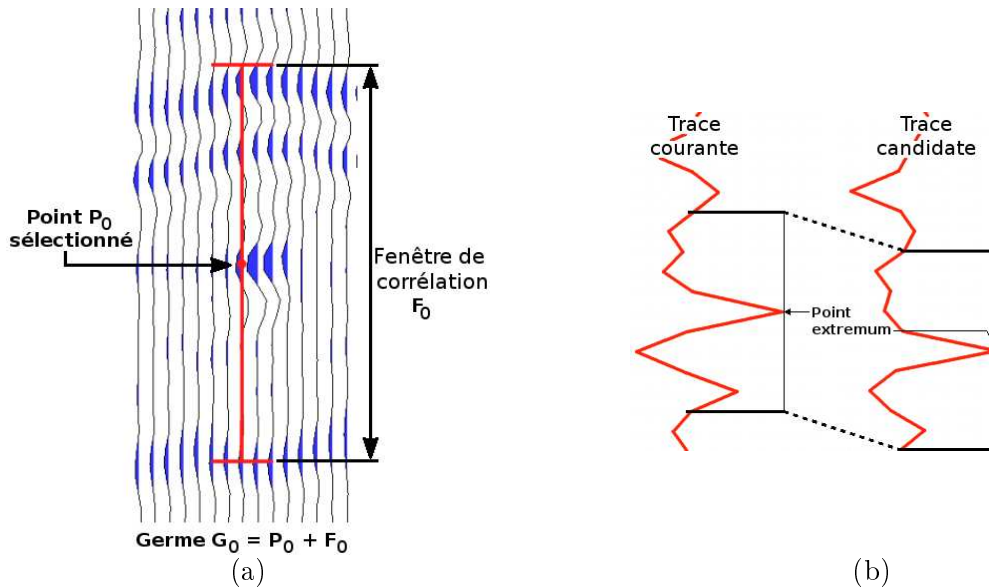 Point P0
sélectionné
Fenêtre de
corrélation
F0
Germe G0 = P0 + F0
(a)
Trace
courante
Trace
candidate
Point
extremum
(b)